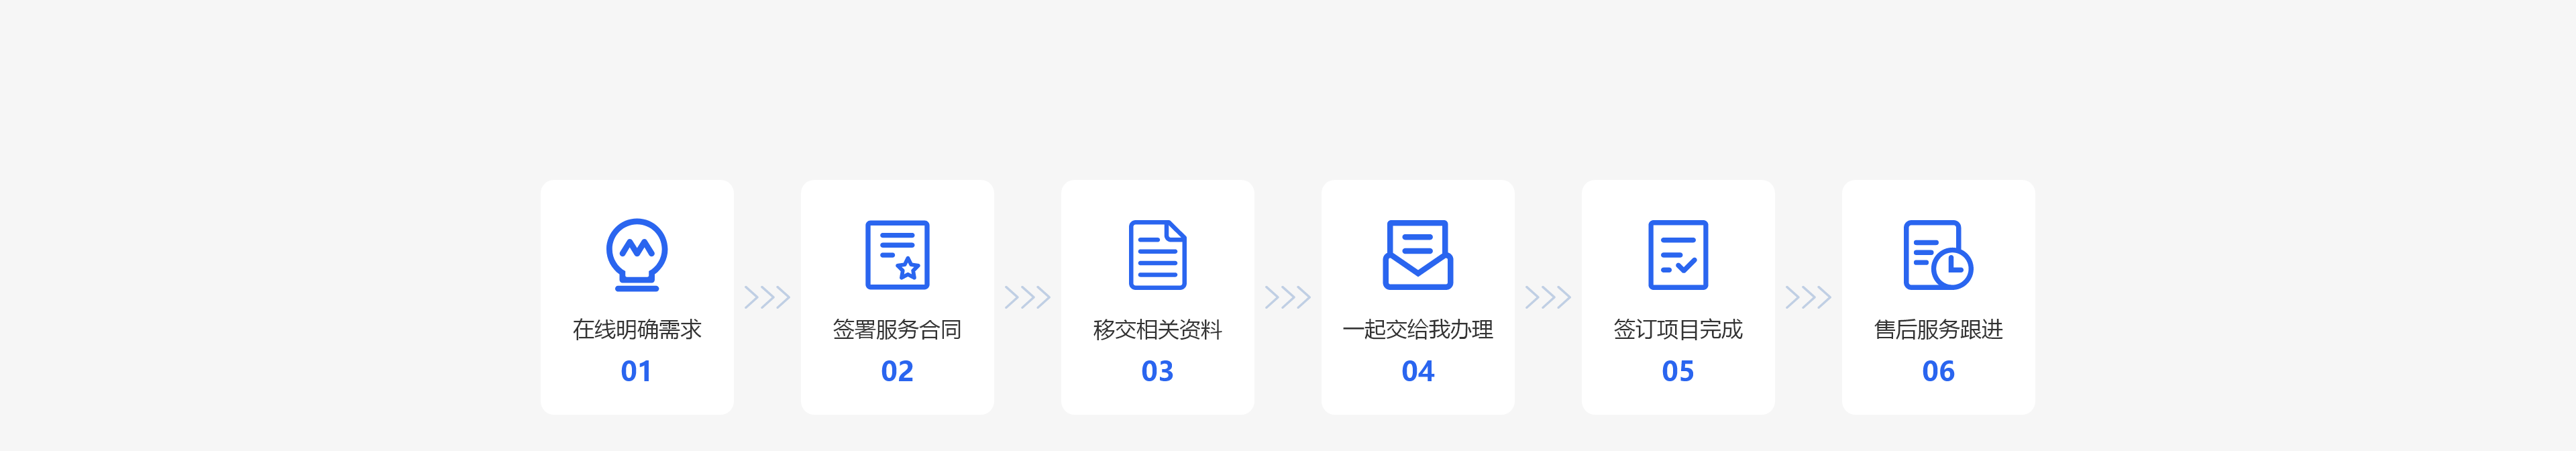 在线明确需求
01
签署服务合同
02
移交相关资料
03
一起交给我办理
04
签订项目完成
05
售后服务跟进
06